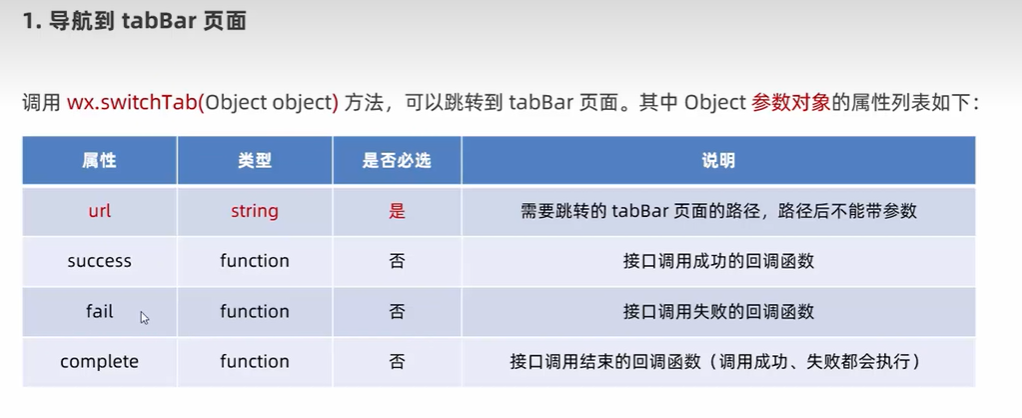 1. 导航到 tabBar 页面
调用 wx.switchTab(Object object) 方法，可以跳转到 tabBar 页面。其中 Object 参数对象的属性列表如下：
属性 类型 是否必选 说明
url string 是 需要跳转的 tabBar 页面的路径，路径后不能带参数
success function 否 接口调用成功的回调函数
fail function 否 接口调用失败的回调函数
complete function 否 接口调用结束的回调函数（调用成功、失败都会执行）